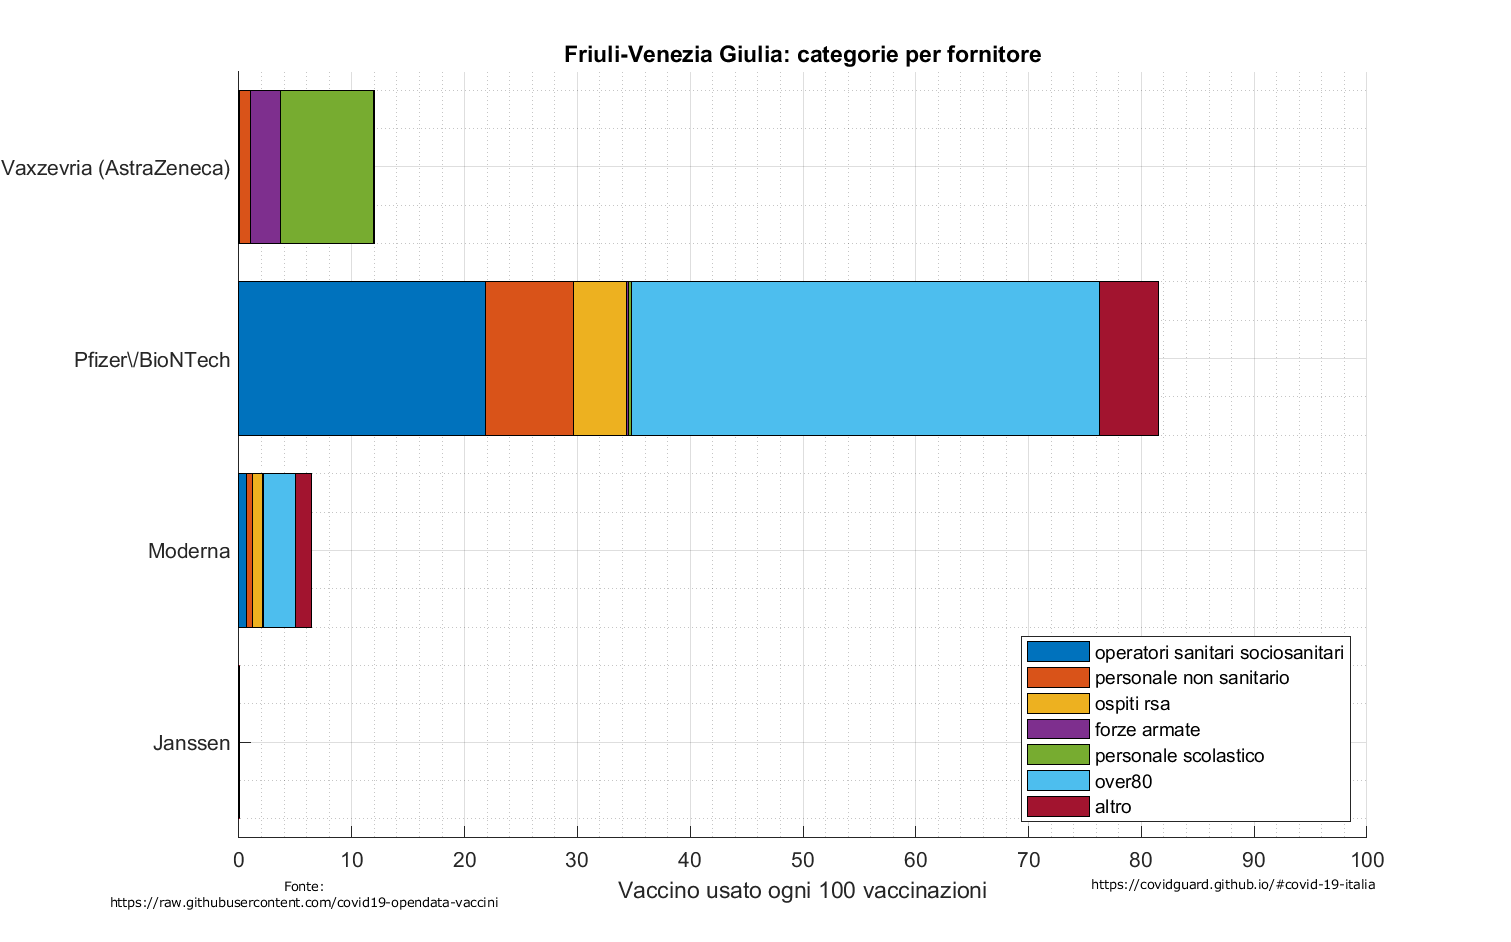 Friuli-Venezia Giulia: categorie per fornitore
Vaxzevria (AstraZeneca)
Pfizer\/BioNTech
Moderna
Janssen
operatori sanitari sociosanitari
personale non sanitario
ospiti rsa
forze armate
personale scolastico
over80
altro
0 10 20 30 40 50 60 70 80 90 100
Vaccino usato ogni 100 vaccinazioni
Fonte:
https://raw.githubusercontent.com/covid19-opendata-vaccini
https://covidguard.github.io/#covid-19-italia